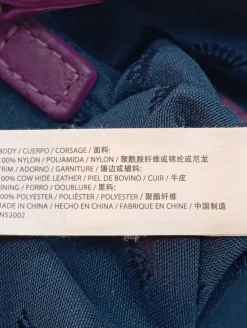 BODY / CUERPO / CORSAGE / 面料:
100% NYLON / POLIAMIDA / NYLON / 聚酰胺纤维或锦纶或尼龙
TRIM / ADORNO / GARNITURE / 镶边或辅料:
100% COW HIDE LEATHER / PIEL DE BOVINO / CUIR / 牛皮
LINING / FORRO / DOUBLURE / 里料:
100% POLYESTER / POLIÉSTER / POLYESTER / 聚酯纤维
MADE IN CHINA / HECHO EN CHINA / FABRIQUE EN CHINE / 中国制造
NS2002